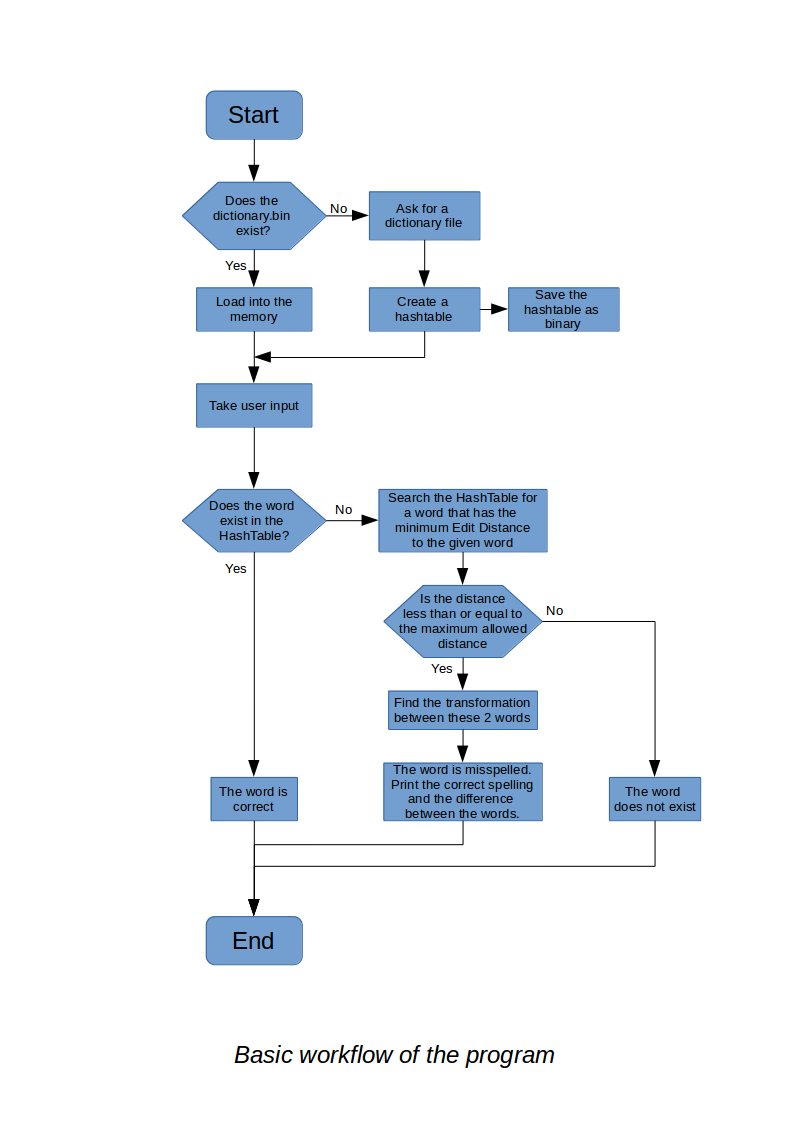 Start
Does the
dictionary.bin
exist?
No
Ask for a
dictionary file
Yes
Load into the
memory
Create a
hashtable
Save the
hashtable as
binary
Take user input
Does the word
exist in the
HashTable?
No
Search the HashTable for
a word that has the
minimum Edit Distance
to the given word
Yes
Is the distance
less than or equal to
the maximum allowed
distance
No
Yes
Find the transformation
between these 2 words
The word is
correct
The word is misspelled.
Print the correct spelling
and the difference
between the words.
The word
does not exist
End
Basic workflow of the program